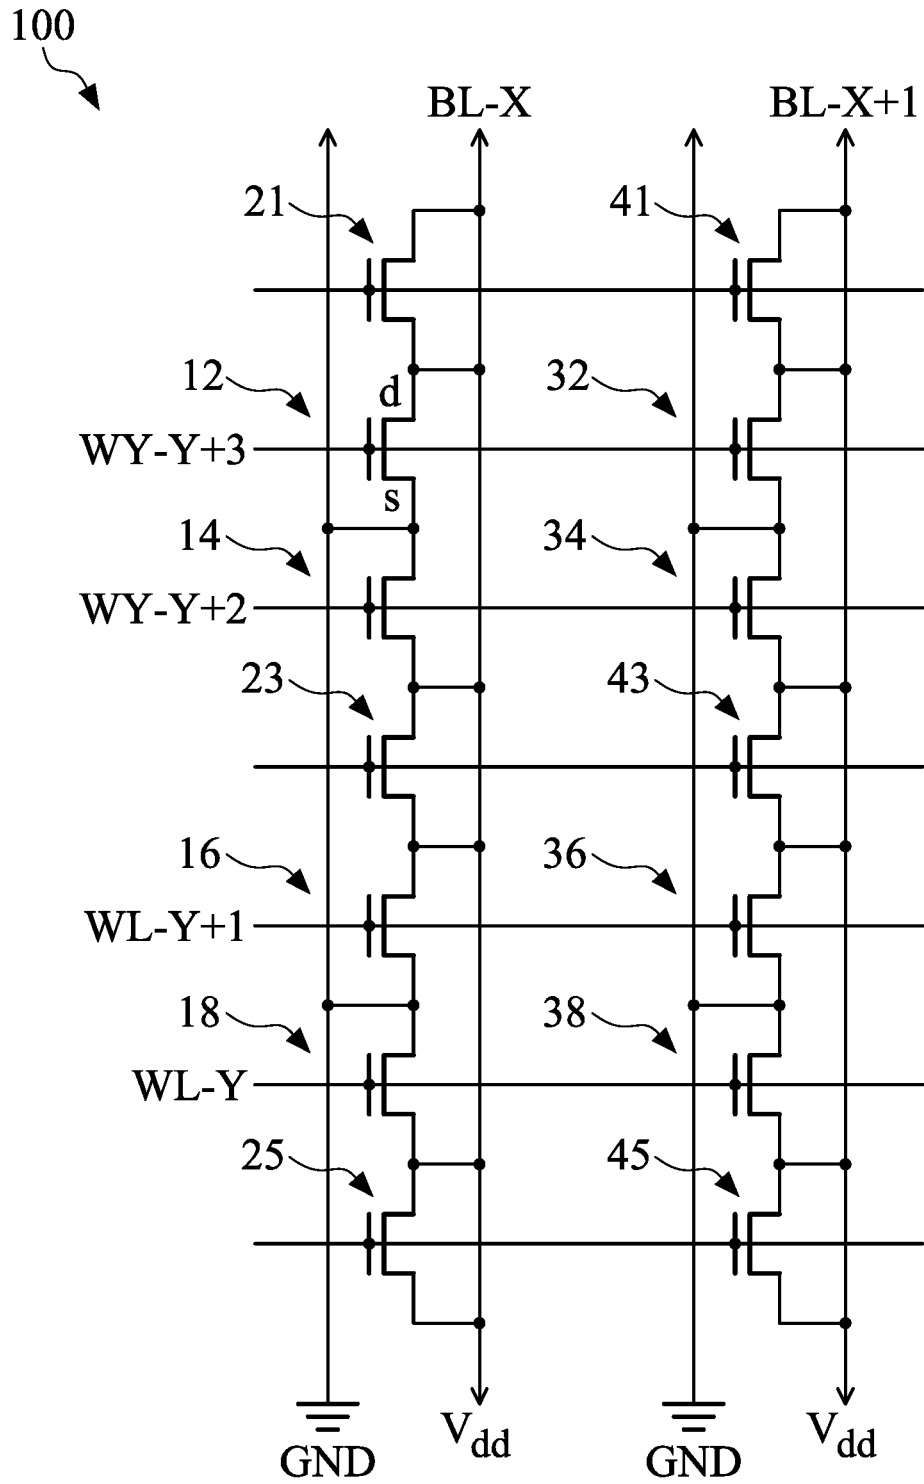 100
BL-X BL-X+1
21 41
12 d 32
WY-Y+3
s
14 34
WY-Y+2
23 43
16 36
WL-Y+1
18 38
WL-Y
25 45
Vdd Vdd
GND GND